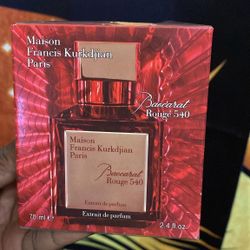 Maison
Francis Kurkdjian
Paris
Baccarat
Rouge 540
Maison
Francis Kurkdjian
Paris
Baccarat
Rouge 540
Extrait de parfum
75 ml e
Extrait de parfum
2.4 fl.oz